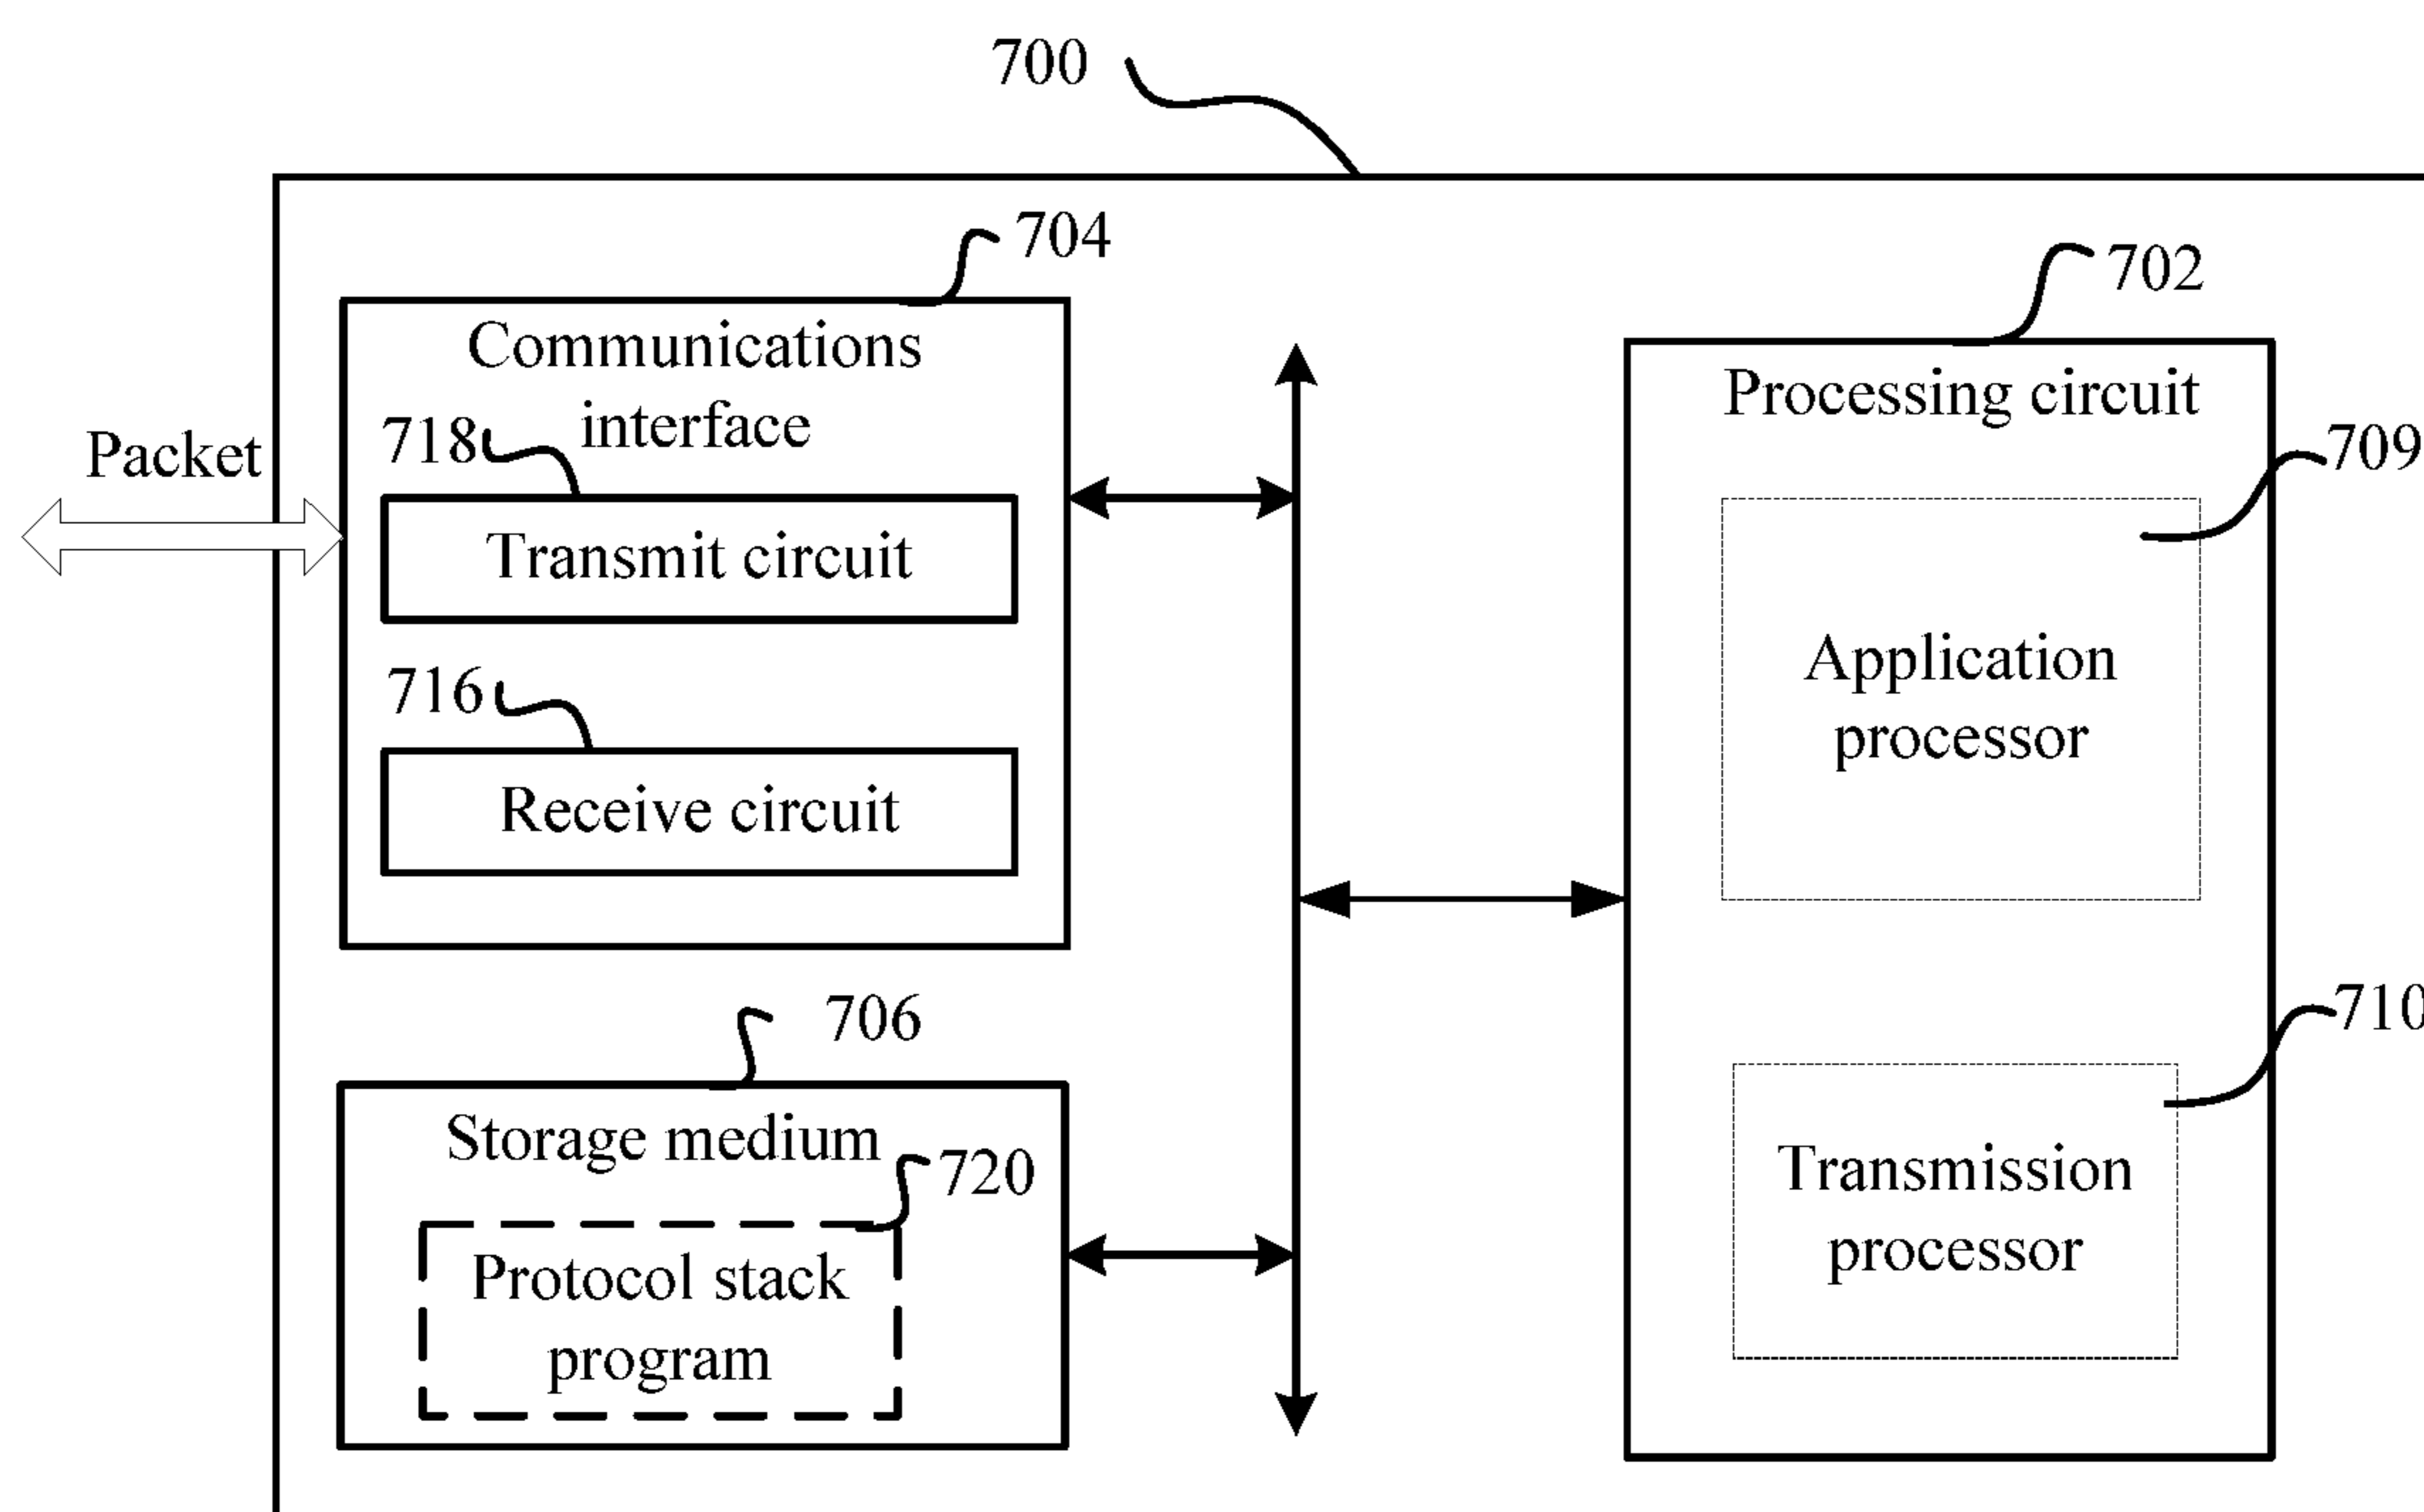 700
704
702
Communications
interface
Processing circuit
718
709
Packet
Transmit circuit
Application
processor
716
Receive circuit
706
710
Storage medium
720
Transmission
processor
Protocol stack
program